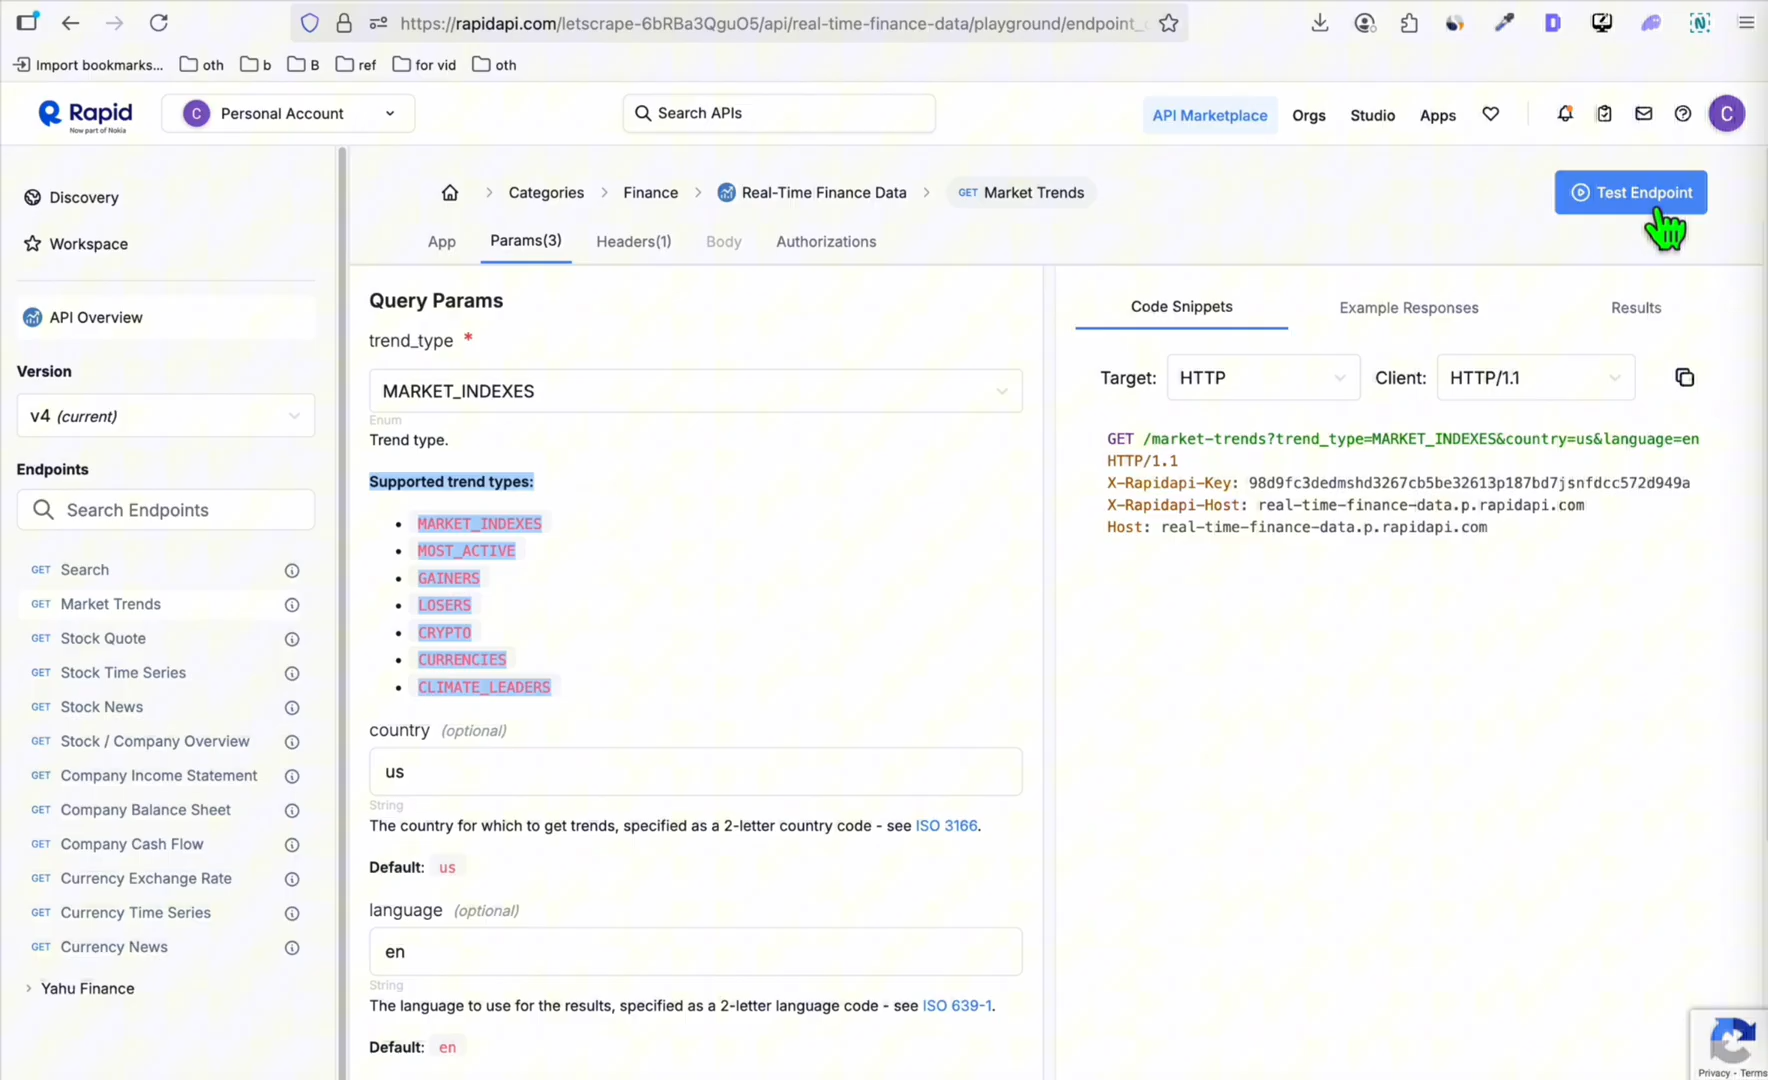 https://rapidapi.com/letscrape-6bRBa3QguO5/api/real-time-finance-data/playground/endpoint_
Import bookmarks...
oth
b
B
ref
for vid
oth
Rapid
Now part of Nokia
C
Personal Account
Search APIs
API Marketplace
Orgs
Studio
Apps
C
Discovery
Workspace
API Overview
Version
v4 (current)
Endpoints
Search Endpoints
GET Search
GET Market Trends
GET Stock Quote
GET Stock Time Series
GET Stock News
GET Stock / Company Overview
GET Company Income Statement
GET Company Balance Sheet
GET Company Cash Flow
GET Currency Exchange Rate
GET Currency Time Series
GET Currency News
Yahu Finance
Categories
Finance
Real-Time Finance Data
GET Market Trends
Test Endpoint
App
Params(3)
Headers(1)
Body
Authorizations
Query Params
trend_type *
MARKET_INDEXES
Enum
Trend type.
Supported trend types:
MARKET_INDEXES
MOST_ACTIVE
GAINERS
LOSERS
CRYPTO
CURRENCIES
CLIMATE_LEADERS
country (optional)
us
String
The country for which to get trends, specified as a 2-letter country code - see ISO 3166.
Default: us
language (optional)
en
String
The language to use for the results, specified as a 2-letter language code - see ISO 639-1.
Default: en
Code Snippets
Example Responses
Results
Target: HTTP
Client: HTTP/1.1
GET /market-trends?trend_type=MARKET_INDEXES&country=us&language=en
HTTP/1.1
X-Rapidapi-Key: 98d9fc3dedmshd3267cb5be32613p187bd7jsnfdcc572d949a
X-Rapidapi-Host: real-time-finance-data.p.rapidapi.com
Host: real-time-finance-data.p.rapidapi.com
Privacy - Terms